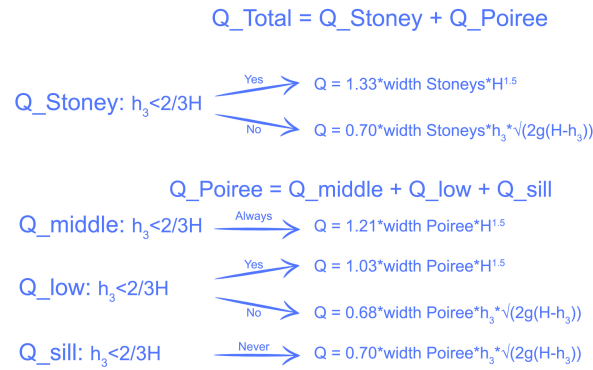 Q_Total = Q_Stoney + Q_Poiree
Q_Stoney: h₃<2/3H
Yes
Q = 1.33*width Stoneys*H¹·⁵
No
Q = 0.70*width Stoneys*h₃*√(2g(H-h₃))
Q_Poiree = Q_middle + Q_low + Q_sill
Q_middle: h₃<2/3H
Always
Q = 1.21*width Poiree*H¹·⁵
Q_low: h₃<2/3H
Yes
Q = 1.03*width Poiree*H¹·⁵
No
Q = 0.68*width Poiree*h₃*√(2g(H-h₃))
Q_sill: h₃<2/3H
Never
Q = 0.70*width Poiree*h₃*√(2g(H-h₃))